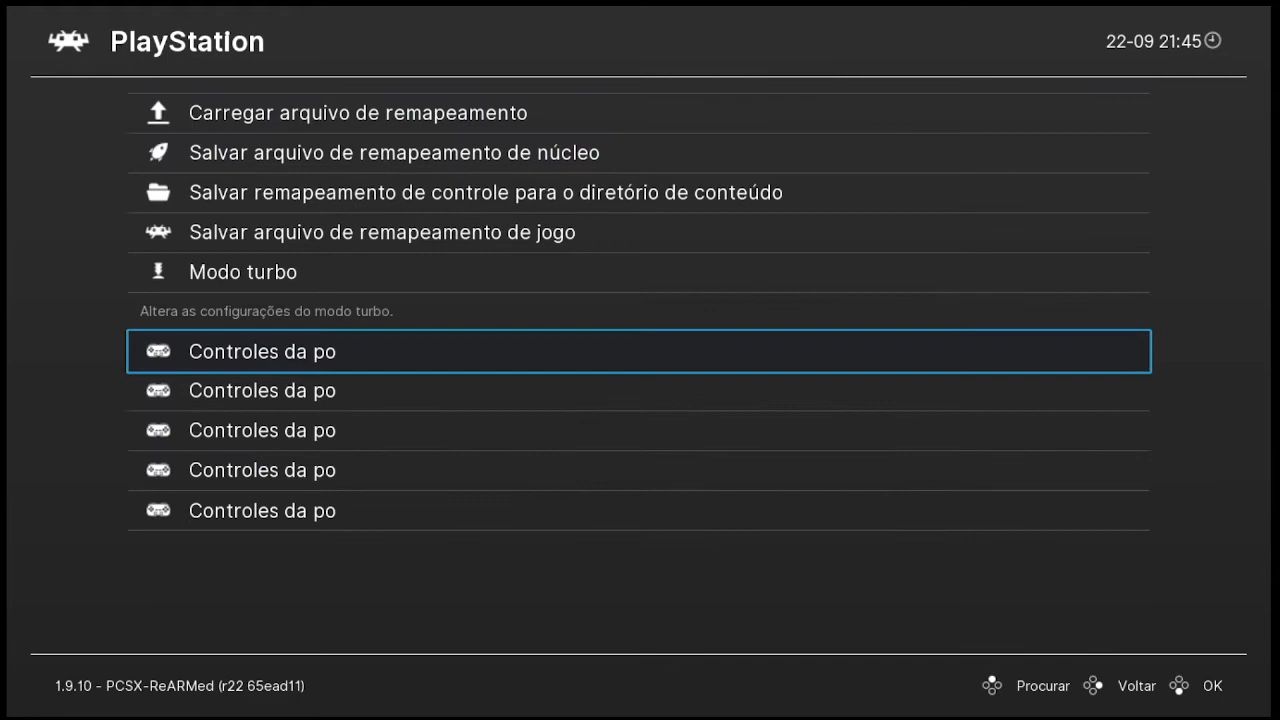 PlayStation
22-09 21:45
Carregar arquivo de remapeamento
Salvar arquivo de remapeamento de núcleo
Salvar remapeamento de controle para o diretório de conteúdo
Salvar arquivo de remapeamento de jogo
Modo turbo
Altera as configurações do modo turbo.
Controles da po
Controles da po
Controles da po
Controles da po
Controles da po
1.9.10 - PCSX-ReARMed (r22 65ead11)
Procurar Voltar OK